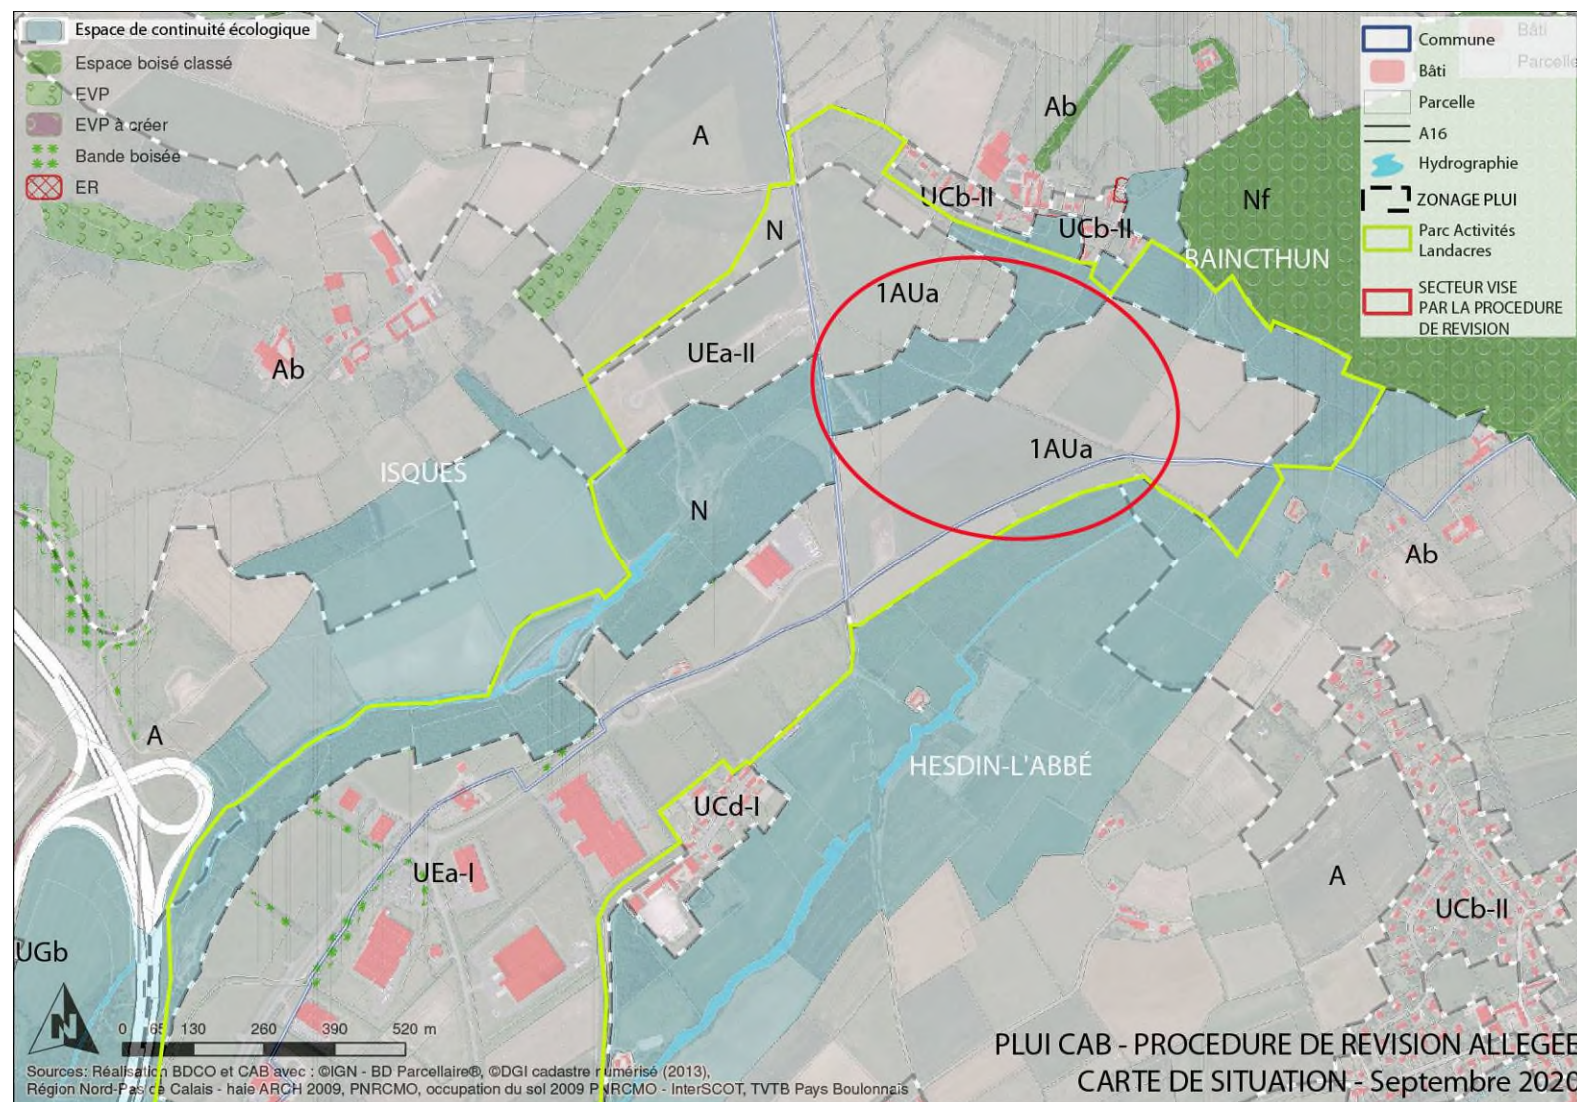 Espace de continuité écologique
Espace boisé classé
EVP
EVP à créer
Bande boisée
ER
Commune
Bâti
Parcelle
A16
Hydrographie
ZONAGE PLUI
Parc Activités
Landacres
SECTEUR VISE
PAR LA PROCEDURE
DE REVISION
Bâti
Parcelle
A
Ab
Nf
UCb-II
UCb-II
N
BAINCTHUN
1AUa
UEa-II
Ab
ISQUES
1AUa
N
Ab
A
HESDIN-L'ABBÉ
UCd-I
UEa-I
A
UCb-II
UGb
N
0 65 130 260 390 520 m
Sources: Réalisation BDCO et CAB avec : ©IGN - BD Parcellaire®, ©DGI cadastre numérisé (2013),
Région Nord-Pas de Calais - haie ARCH 2009, PNRCMO, occupation du sol 2009 PNRCMO - InterSCOT, TVTB Pays Boulonnais
PLUI CAB - PROCEDURE DE REVISION ALLEGEE
CARTE DE SITUATION - Septembre 2020